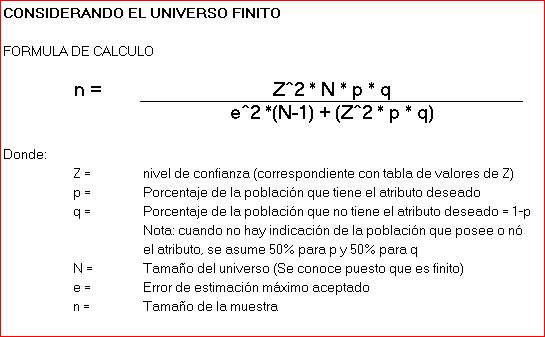 CONSIDERANDO EL UNIVERSO FINITO
FORMULA DE CALCULO
n = Z^2 * N * p * q
e^2 *(N-1) + (Z^2 * p * q)
Donde:
Z = nivel de confianza (correspondiente con tabla de valores de Z)
p = Porcentaje de la población que tiene el atributo deseado
q = Porcentaje de la población que no tiene el atributo deseado = 1-p
Nota: cuando no hay indicación de la población que posee o nó
el atributo, se asume 50% para p y 50% para q
N = Tamaño del universo (Se conoce puesto que es finito)
e = Error de estimación máximo aceptado
n = Tamaño de la muestra